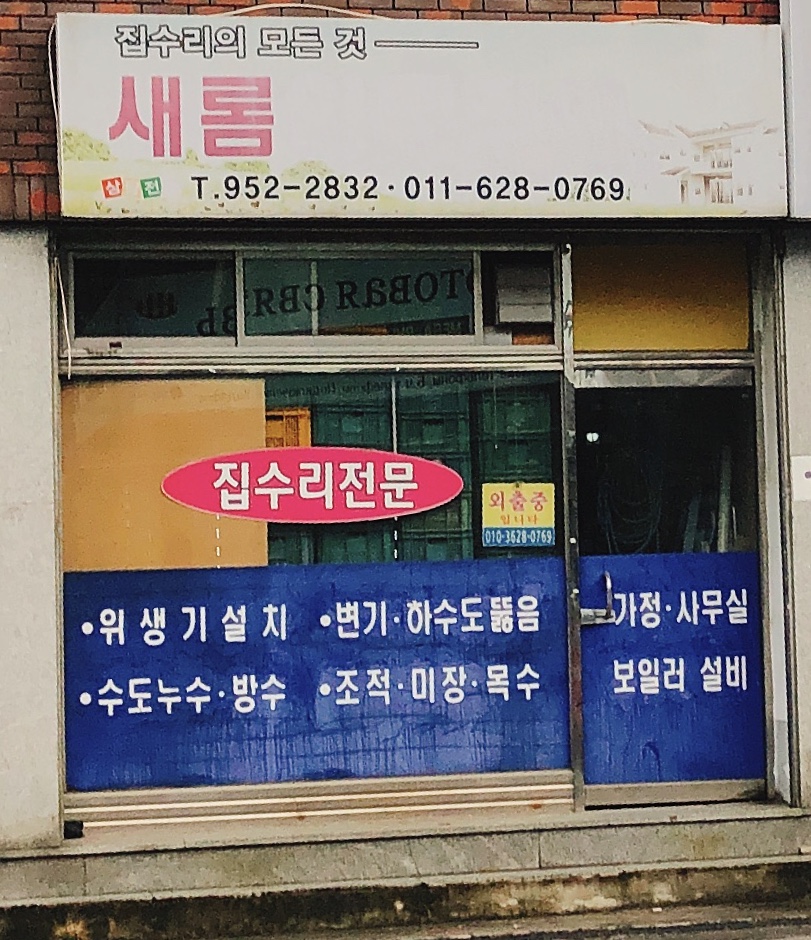 집수리의 모든 것
새롬
삼 전 T.952-2832·011-628-0769
집수리전문
외출중
입니다
010-3628-0769
•위생기설치 •변기·하수도뚫음
•수도누수·방수 •조적·미장·목수
가정·사무실
보일러 설비